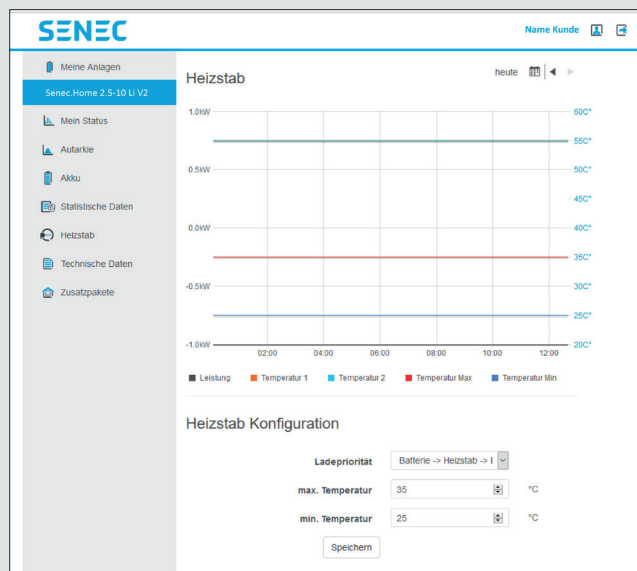 SENEC
Name Kunde
Meine Anlagen
Senec.Home 2.5-10 Li V2
Mein Status
Autarkie
Akku
Statistische Daten
Heizstab
Technische Daten
Zusatzpakete
Heizstab
heute
1.0kW
0.5kW
0.0kW
-0.5kW
-1.0kW
60C°
55C°
50C°
45C°
40C°
35C°
30C°
25C°
20C°
02:00 04:00 06:00 08:00 10:00 12:00
Leistung Temperatur 1 Temperatur 2 Temperatur Max Temperatur Min
Heizstab Konfiguration
Ladepriorität Batterie -> Heizstab -> E
max. Temperatur 35 °C
min. Temperatur 25 °C
Speichern